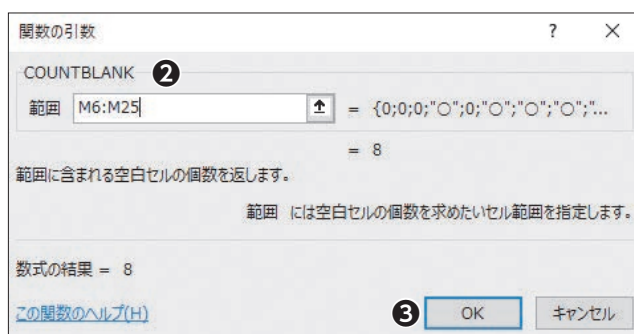 関数の引数 ? ×
COUNTBLANK ❷
範囲 M6:M25 = {0;0;0;"○";0;"○";"○";"○";"...
= 8
範囲に含まれる空白セルの個数を返します。
範囲 には空白セルの個数を求めたいセル範囲を指定します。
数式の結果 = 8
この関数のヘルプ(H) ❸ OK キャンセル